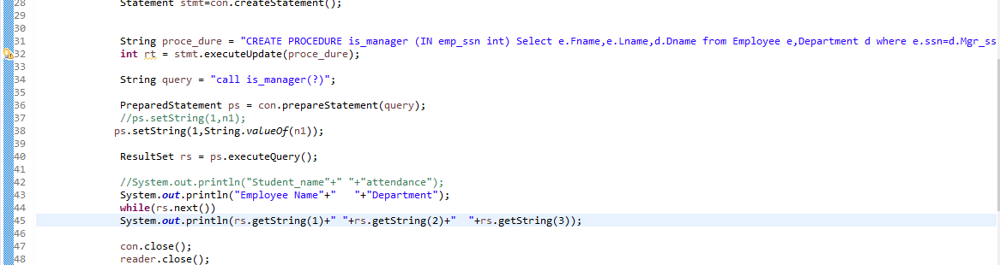 28 Statement stmt=con.createStatement();
29
30
31 String proce_dure = "CREATE PROCEDURE is_manager (IN emp_ssn int) Select e.Fname,e.Lname,d.Dname from Employee e,Department d where e.ssn=d.Mgr_ss
32 int rt = stmt.executeUpdate(proce_dure);
33
34 String query = "call is_manager(?)";
35
36 PreparedStatement ps = con.prepareStatement(query);
37 //ps.setString(1,n1);
38 ps.setString(1,String.valueOf(n1));
39
40 ResultSet rs = ps.executeQuery();
41
42 //System.out.println("Student_name"+" "+"attendance");
43 System.out.println("Employee Name"+"   "+"Department");
44 while(rs.next())
45 System.out.println(rs.getString(1)+" "+rs.getString(2)+"  "+rs.getString(3));
46
47 con.close();
48 reader.close();